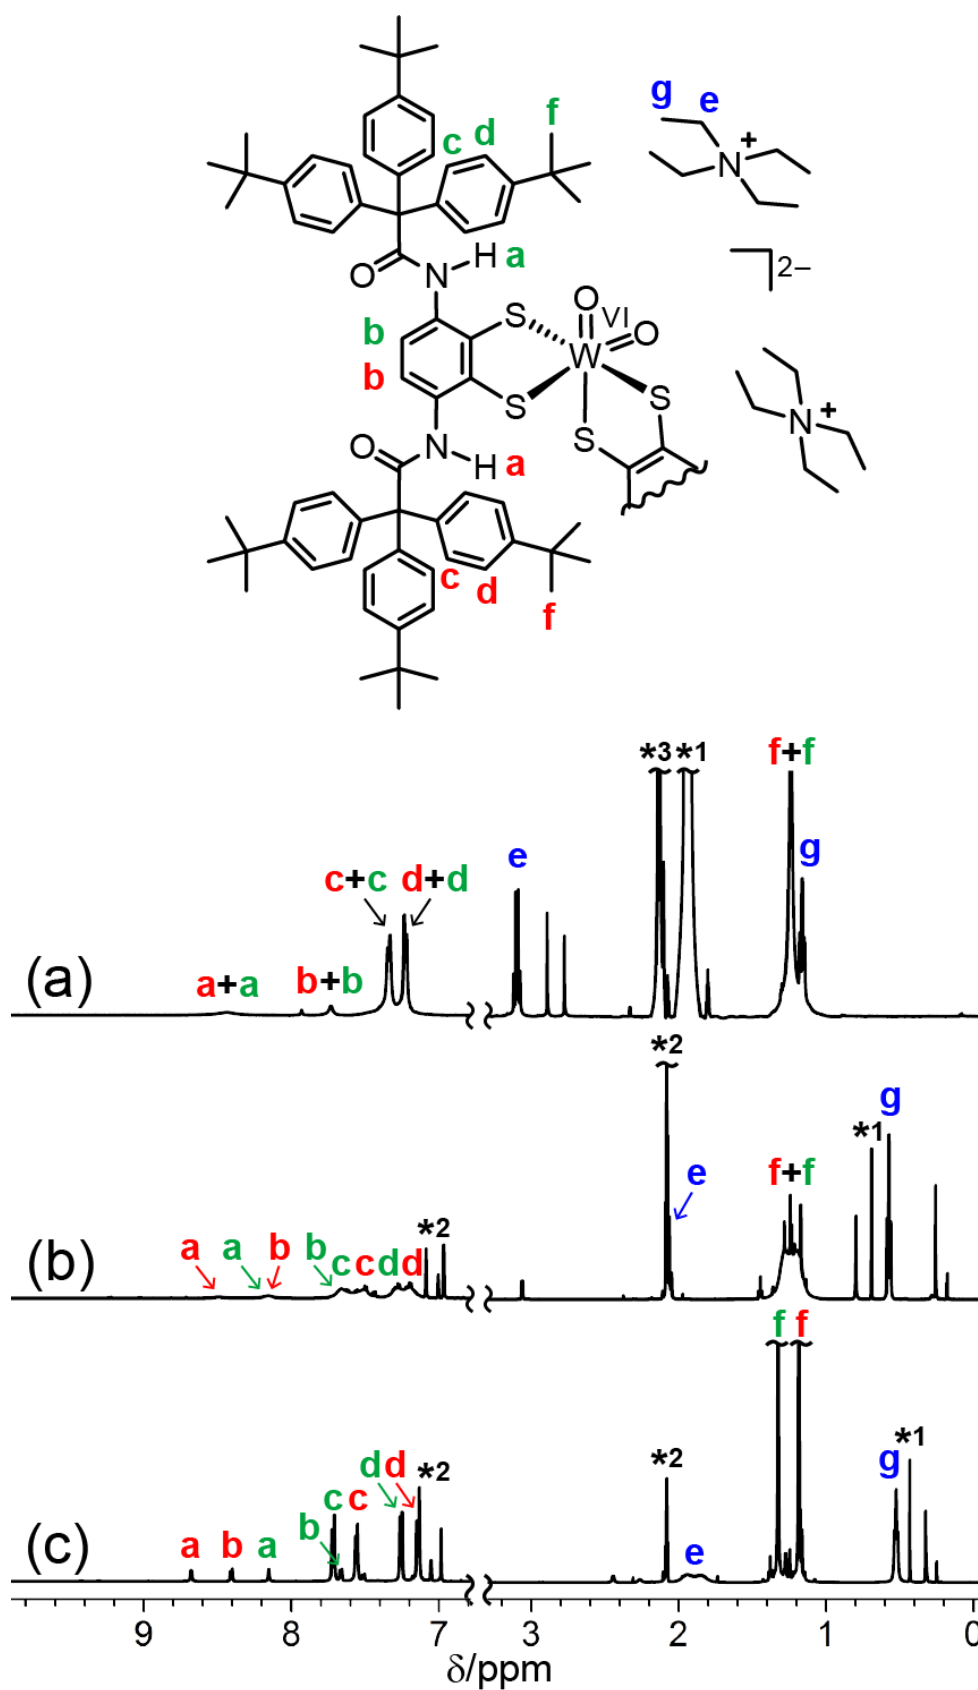 g e
f
c d
N +
O N H a
]2–
b
O VI O
S W
b
S S
N +
S
O N H a
c d
f
*3 *1 f+f
g
e
c+c d+d
(a) a+a b+b
*2
g
*1
e f+f
(b) a a b b c c d d *2
f f
d d *2 *2 g *1
c c
b
e
(c) a b a
9 8 7 3 2 1 0
δ/ppm